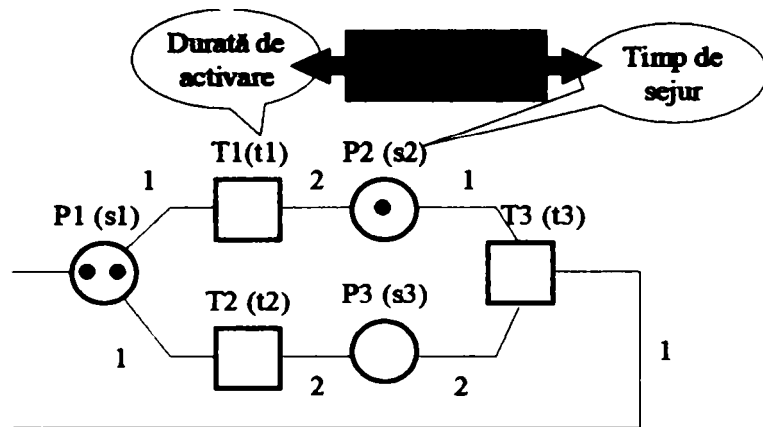 Durată de
activare
Timp de
sejur
T1(t1)
P2 (s2)
1
2
1
P1 (s1)
T3 (t3)
T2 (t2)
P3 (s3)
1
2
2
1